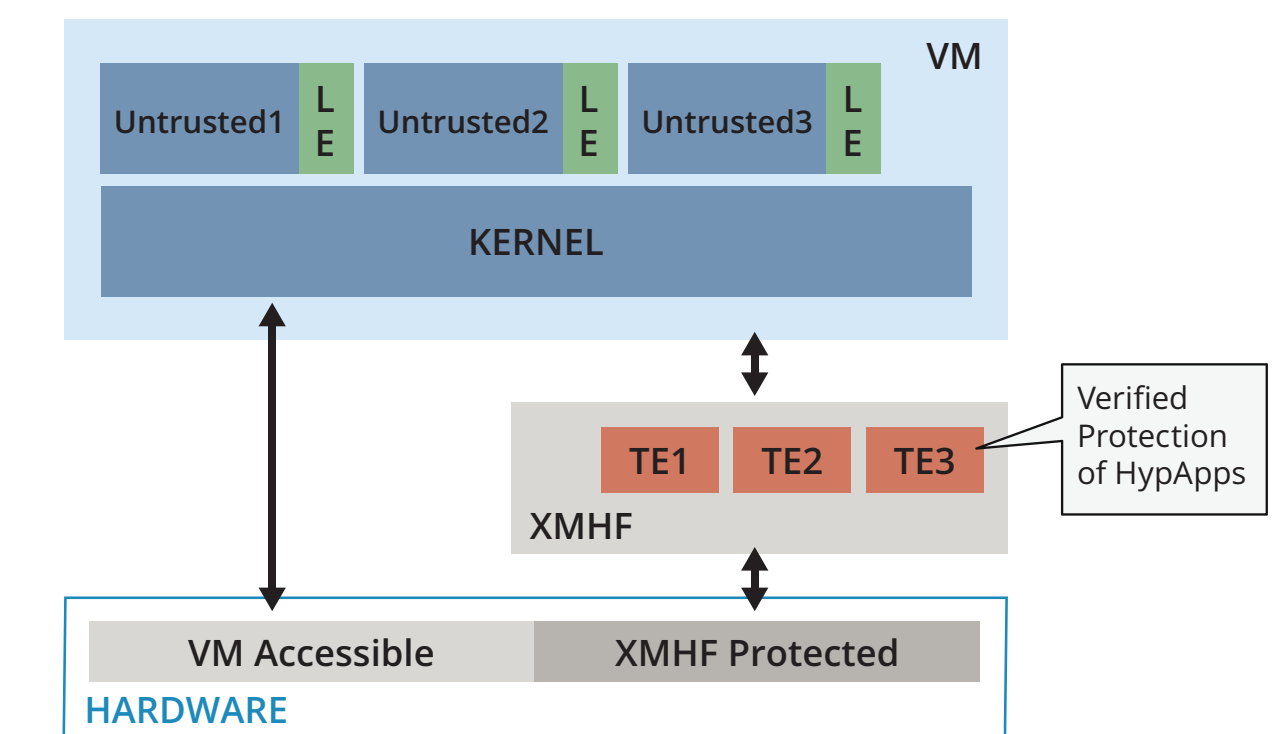 VM
Untrusted1
L
E
Untrusted2
L
E
Untrusted3
L
E
KERNEL
Verified
Protection
of HypApps
TE1
TE2
TE3
XMHF
VM Accessible
XMHF Protected
HARDWARE